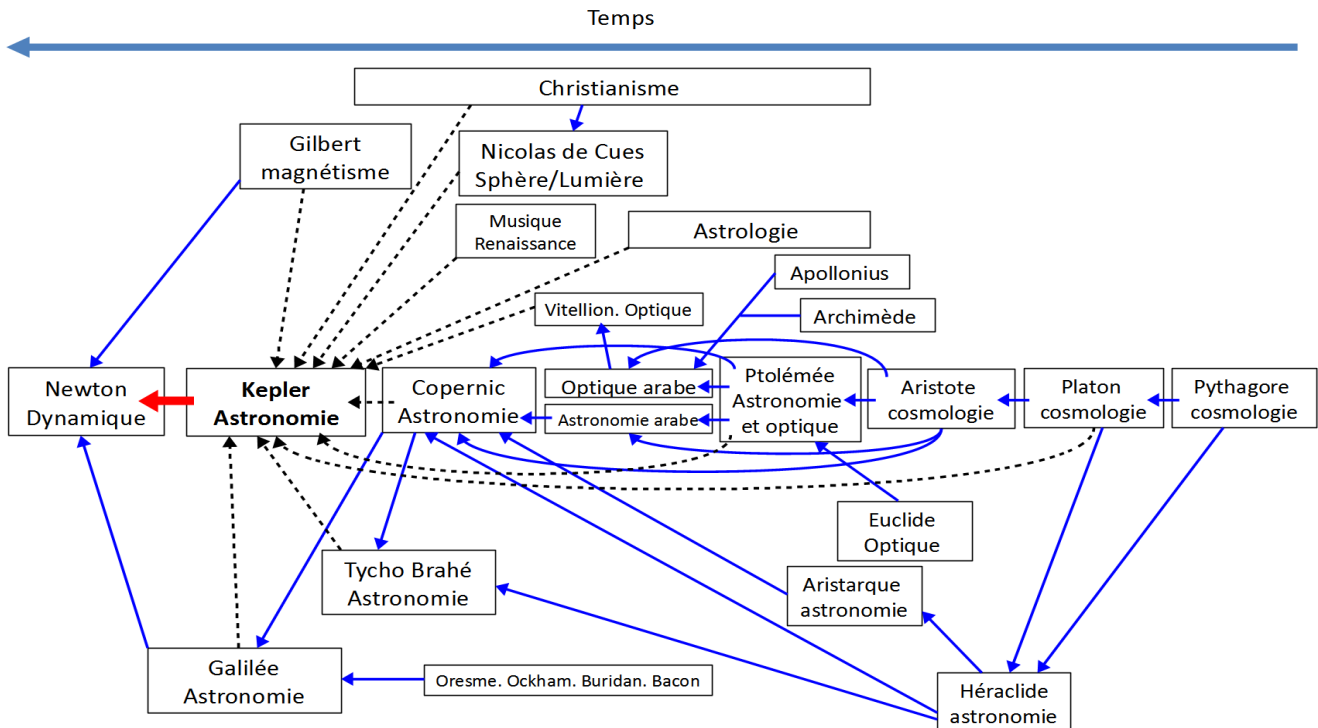 Temps
Christianisme
Gilbert
magnétisme
Nicolas de Cues
Sphère/Lumière
Musique
Renaissance
Astrologie
Apollonius
Vitellion. Optique
Archimède
Newton
Dynamique
Kepler
Astronomie
Copernic
Astronomie
Optique arabe
Astronomie arabe
Ptolémée
Astronomie
et optique
Aristote
cosmologie
Platon
cosmologie
Pythagore
cosmologie
Euclide
Optique
Tycho Brahé
Astronomie
Aristarque
astronomie
Galilée
Astronomie
Oresme. Ockham. Buridan. Bacon
Héraclide
astronomie